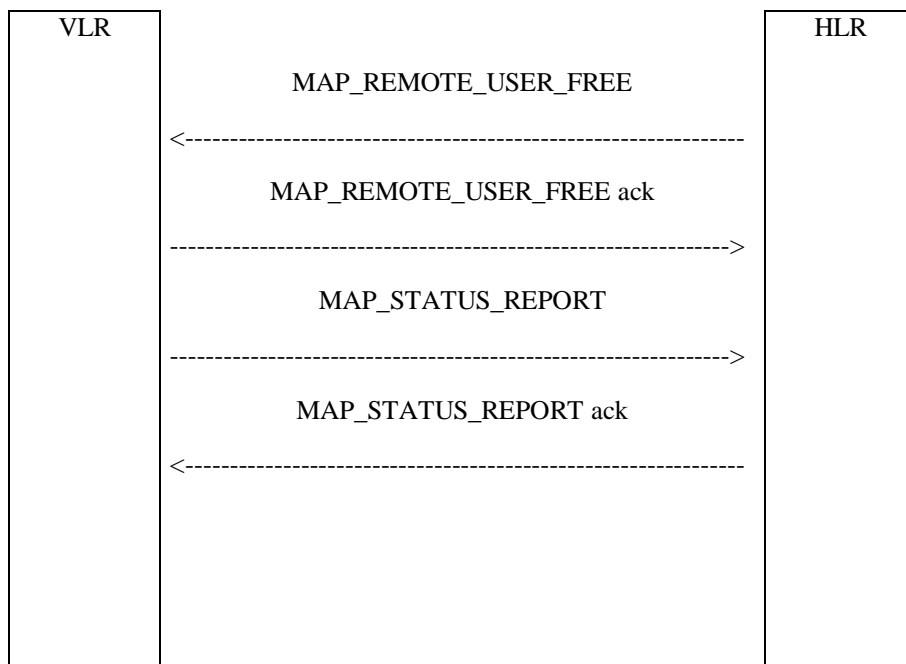 VLR HLR
MAP_REMOTE_USER_FREE
MAP_REMOTE_USER_FREE ack
MAP_STATUS_REPORT
MAP_STATUS_REPORT ack